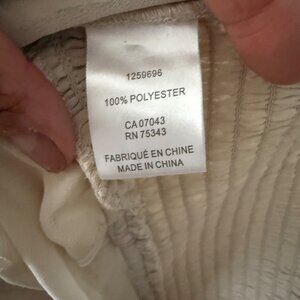 1259696
100% POLYESTER
CA 07043
RN 75343
FABRIQUÉ EN CHINE
MADE IN CHINA